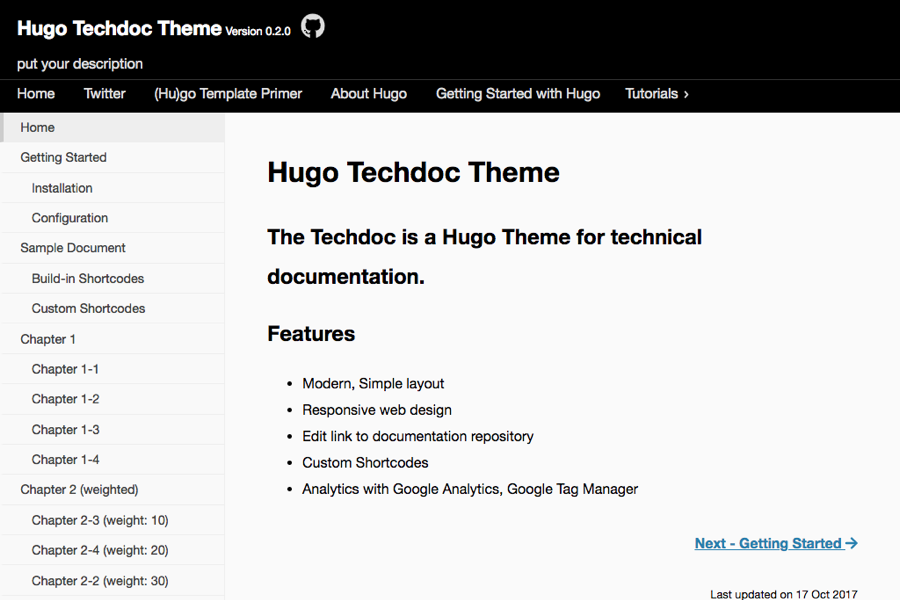 Hugo Techdoc Theme Version 0.2.0
put your description
Home Twitter (Hu)go Template Primer About Hugo Getting Started with Hugo Tutorials ›
Home
Getting Started
Installation
Configuration
Sample Document
Build-in Shortcodes
Custom Shortcodes
Chapter 1
Chapter 1-1
Chapter 1-2
Chapter 1-3
Chapter 1-4
Chapter 2 (weighted)
Chapter 2-3 (weight: 10)
Chapter 2-4 (weight: 20)
Chapter 2-2 (weight: 30)
Hugo Techdoc Theme
The Techdoc is a Hugo Theme for technical
documentation.
Features
• Modern, Simple layout
• Responsive web design
• Edit link to documentation repository
• Custom Shortcodes
• Analytics with Google Analytics, Google Tag Manager
Next - Getting Started →
Last updated on 17 Oct 2017